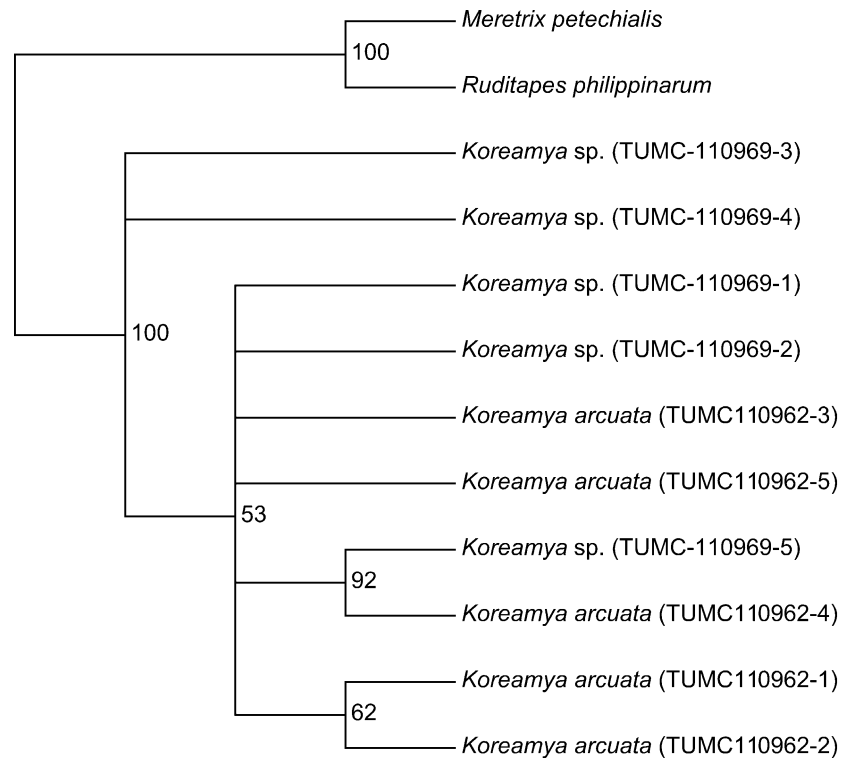 Meretrix petechialis
100
Ruditapes philippinarum
Koreamya sp. (TUMC-110969-3)
Koreamya sp. (TUMC-110969-4)
Koreamya sp. (TUMC-110969-1)
100
Koreamya sp. (TUMC-110969-2)
Koreamya arcuata (TUMC110962-3)
Koreamya arcuata (TUMC110962-5)
53
Koreamya sp. (TUMC-110969-5)
92
Koreamya arcuata (TUMC110962-4)
Koreamya arcuata (TUMC110962-1)
62
Koreamya arcuata (TUMC110962-2)